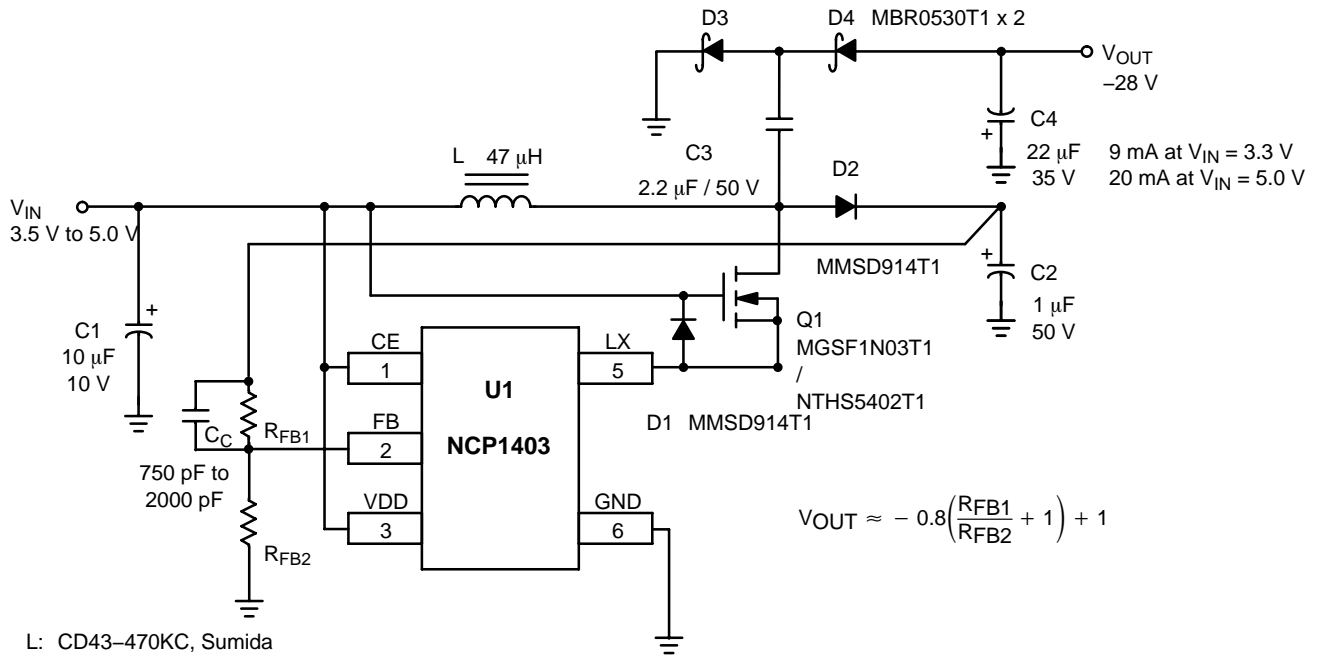 D3
D4 MBR0530T1 x 2
VOUT
−28 V
C4
22 μF
35 V
9 mA at VIN = 3.3 V
20 mA at VIN = 5.0 V
L 47 μH
C3
2.2 μF / 50 V
D2
VIN
3.5 V to 5.0 V
MMSD914T1
C2
1 μF
50 V
C1
10 μF
10 V
+
+
+
Q1
MGSF1N03T1
/
NTHS5402T1
D1 MMSD914T1
CE
1
LX
5
U1
NCP1403
FB
2
VDD
3
GND
6
CC
RFB1
750 pF to
2000 pF
RFB2
VOUT ≈ − 0.8(RFB1/RFB2 + 1) + 1
L: CD43−470KC, Sumida